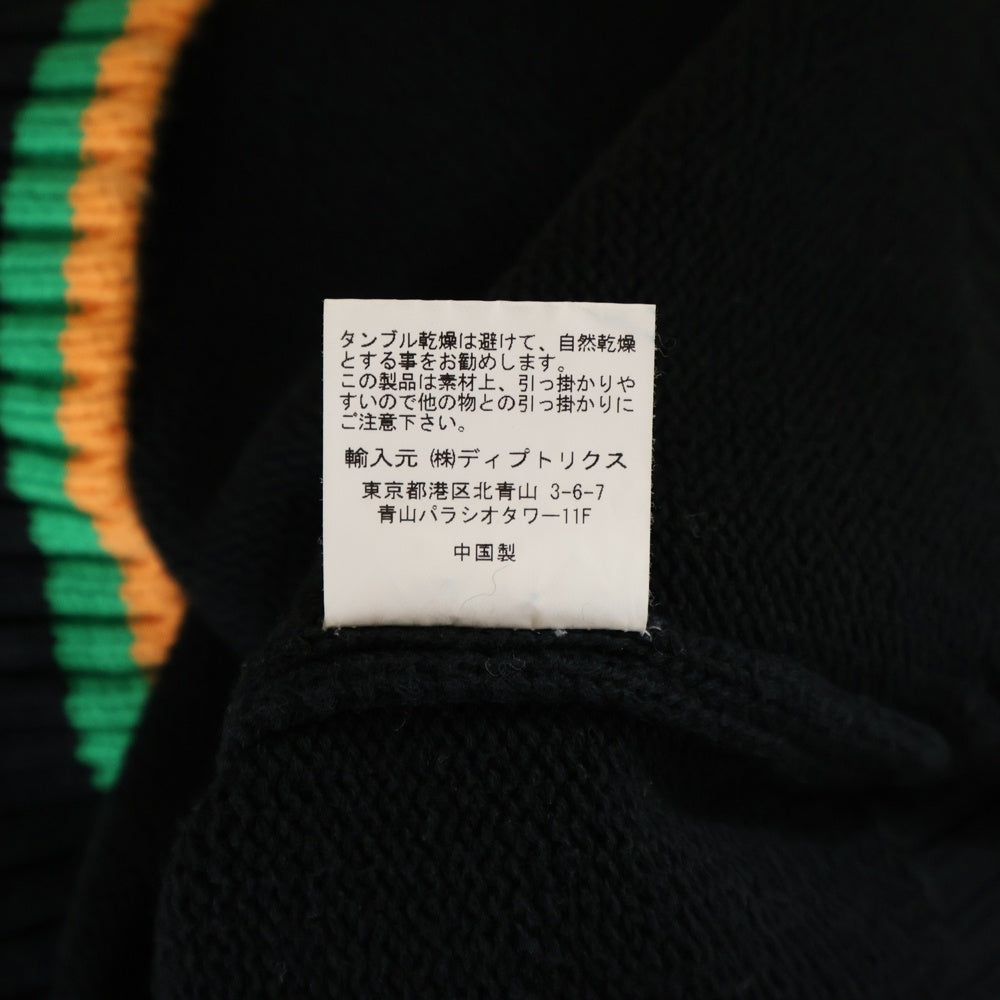 タンブル乾燥は避けて、自然乾燥
とする事をお勧めします。
この製品は素材上、引っ掛かりや
すいので他の物との引っ掛かりに
ご注意下さい。
輸入元 ㈱ディプトリクス
東京都港区北青山 3-6-7
青山パラシオタワー11F
中国製